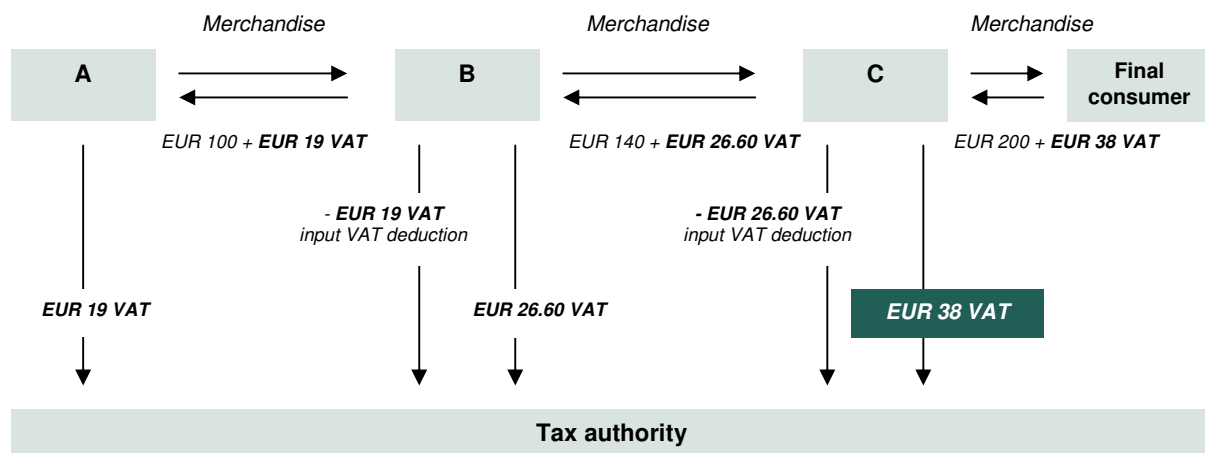 Merchandise
Merchandise
Merchandise
A
B
C
Final
consumer
EUR 100 + EUR 19 VAT
EUR 140 + EUR 26.60 VAT
EUR 200 + EUR 38 VAT
- EUR 19 VAT
input VAT deduction
- EUR 26.60 VAT
input VAT deduction
EUR 19 VAT
EUR 26.60 VAT
EUR 38 VAT
Tax authority